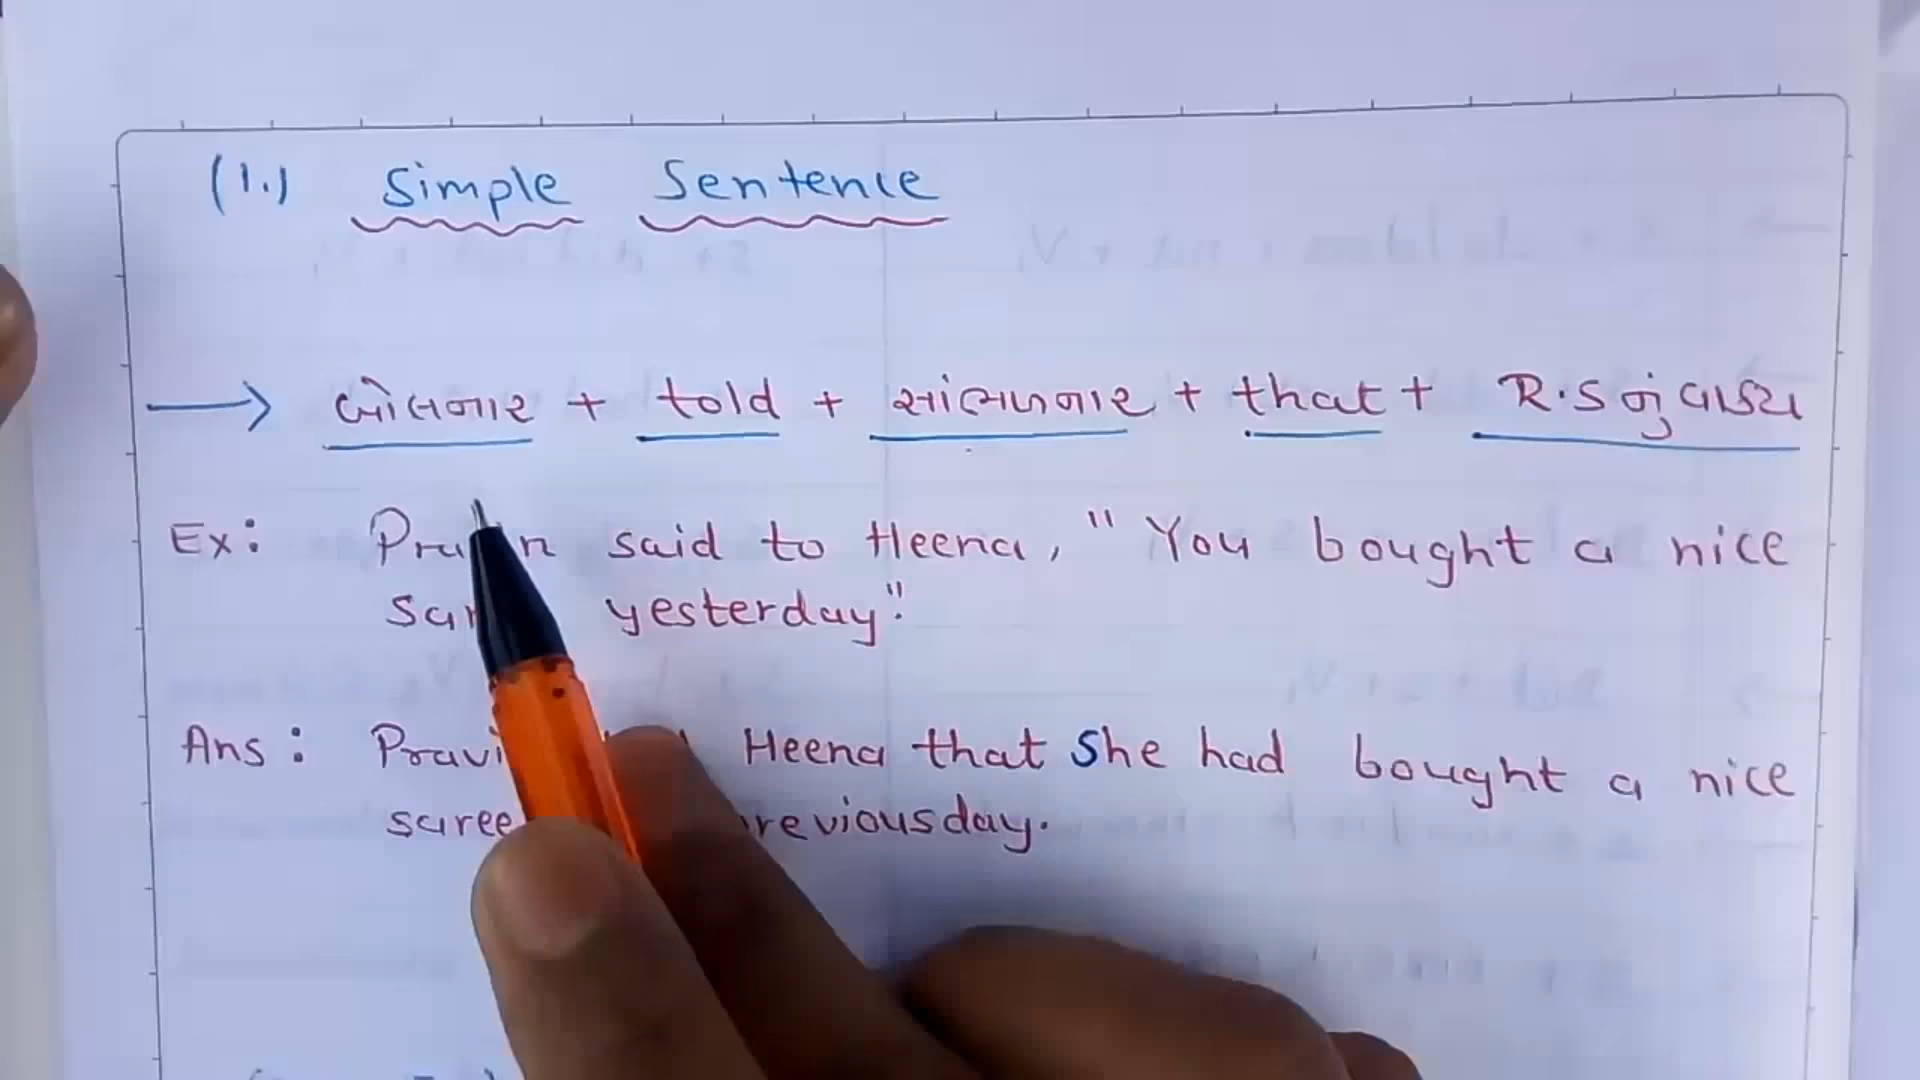 (1.) Simple Sentence
→ બોલનાર + told + સાંભળનાર + that + R.S નું વાક્ય
Ex: said to Heena, " You bought a nice
yesterday".
Ans: Heena that She had bought a nice
saree previousday.